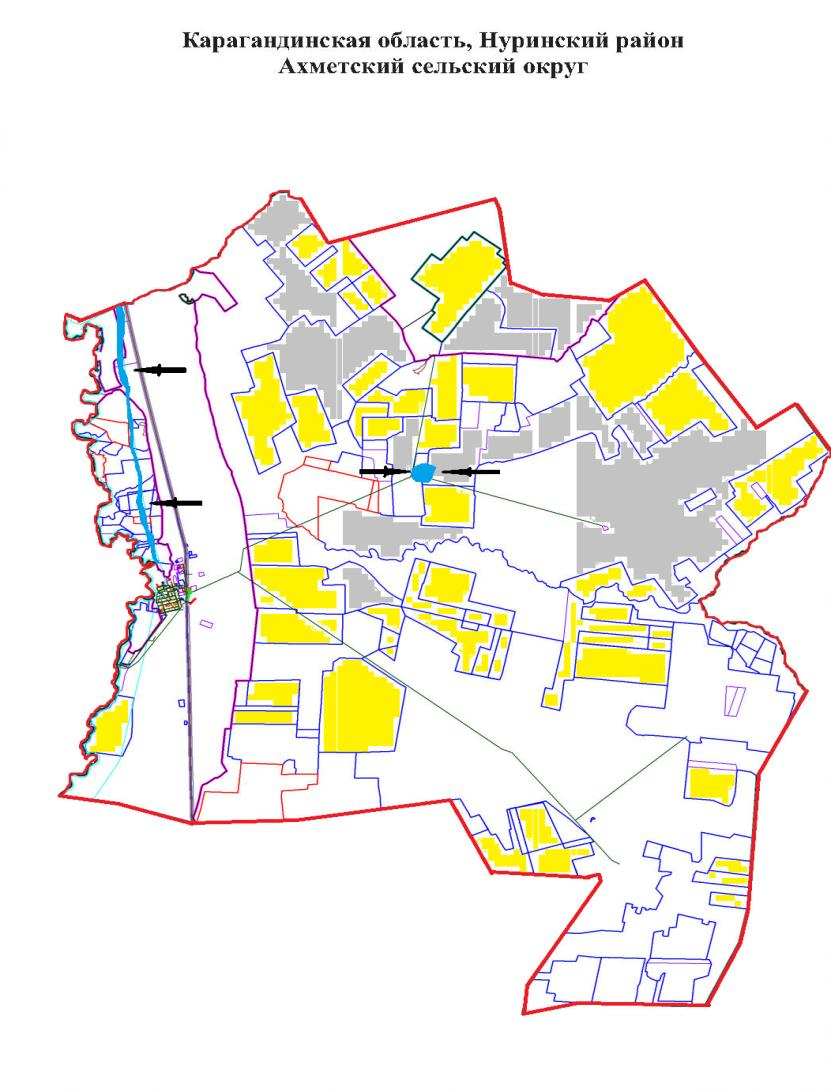 Карагандинская область, Нуринский район
Ахметский сельский округ